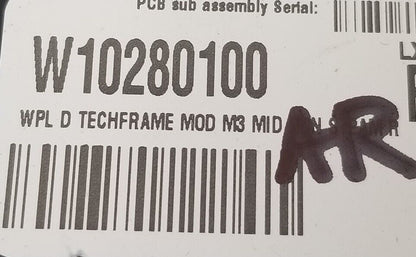 PCB sub assembly Serial:
W10280100
WPL D TECHFRAME MOD M3 MID
AR